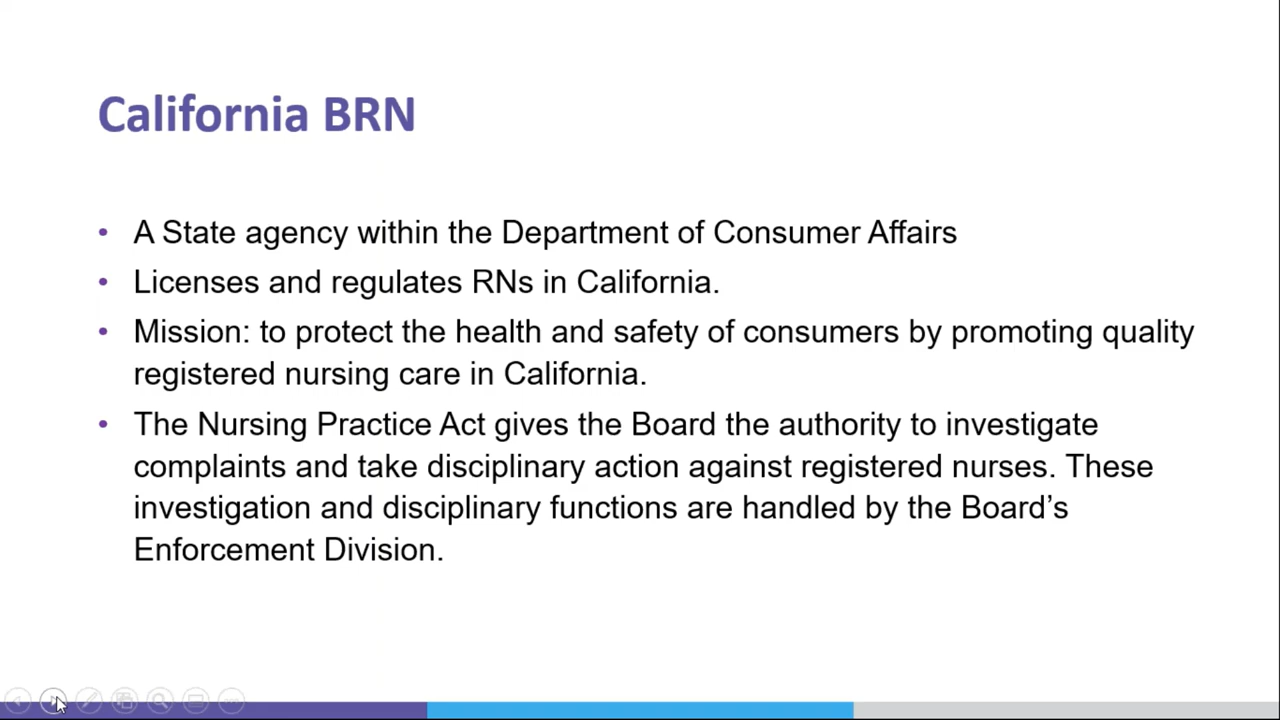 California BRN
• A State agency within the Department of Consumer Affairs
• Licenses and regulates RNs in California.
• Mission: to protect the health and safety of consumers by promoting quality
registered nursing care in California.
• The Nursing Practice Act gives the Board the authority to investigate
complaints and take disciplinary action against registered nurses. These
investigation and disciplinary functions are handled by the Board’s
Enforcement Division.